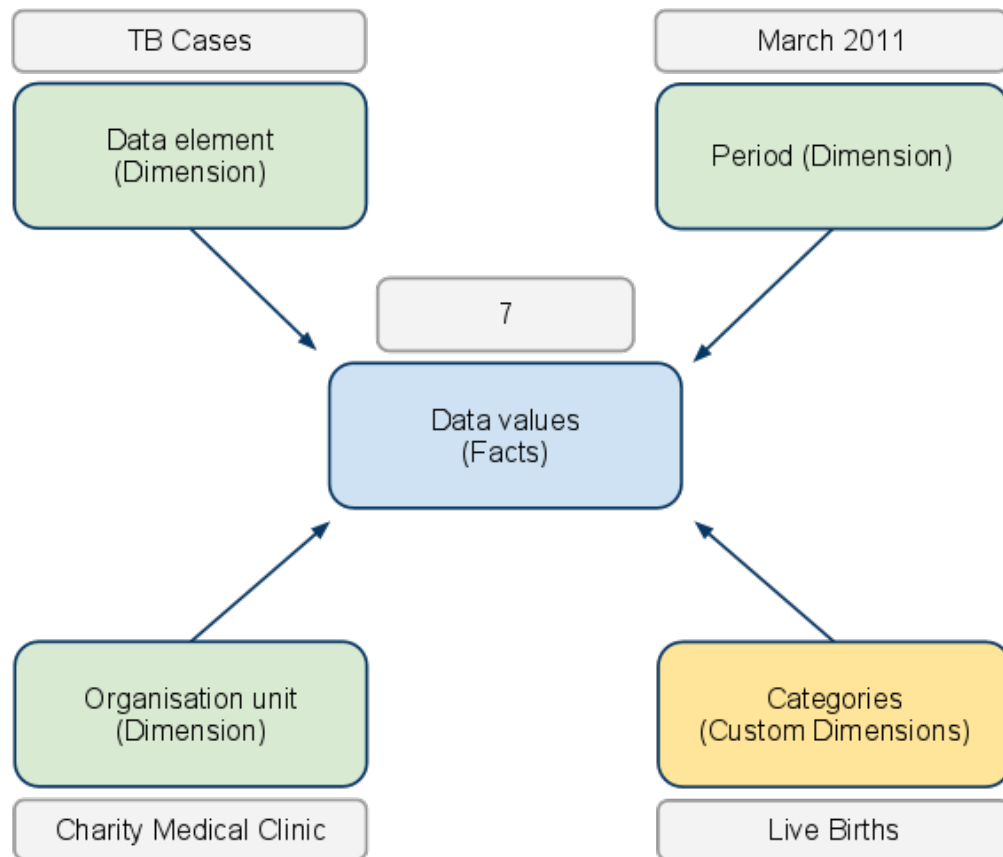 TB Cases
March 2011
Data element
(Dimension)
Period (Dimension)
7
Data values
(Facts)
Organisation unit
(Dimension)
Categories
(Custom Dimensions)
Charity Medical Clinic
Live Births